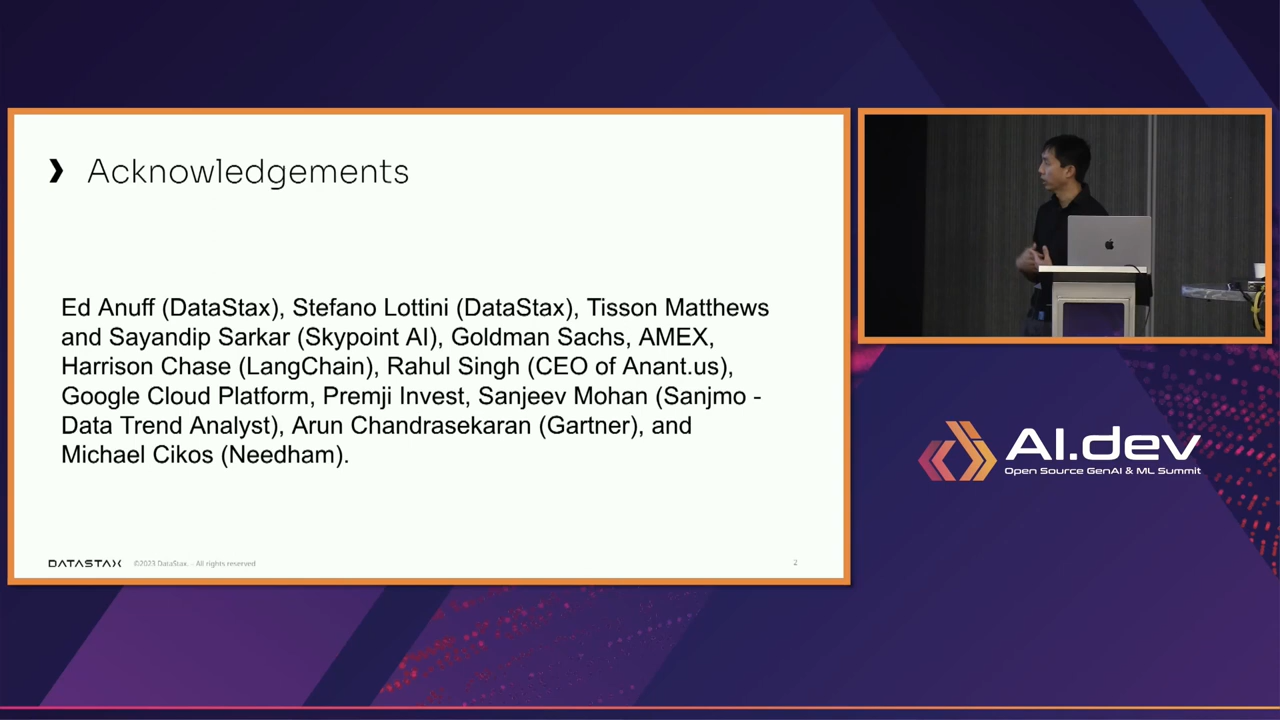 Acknowledgements
Ed Anuff (DataStax), Stefano Lottini (DataStax), Tisson Matthews
and Sayandip Sarkar (Skypoint AI), Goldman Sachs, AMEX,
Harrison Chase (LangChain), Rahul Singh (CEO of Anant.us),
Google Cloud Platform, Premji Invest, Sanjeev Mohan (Sanjmo -
Data Trend Analyst), Arun Chandrasekaran (Gartner), and
Michael Cikos (Needham).
DATASTAX ©2023 DataStax. – All rights reserved 2
AI.dev
Open Source GenAI & ML Summit